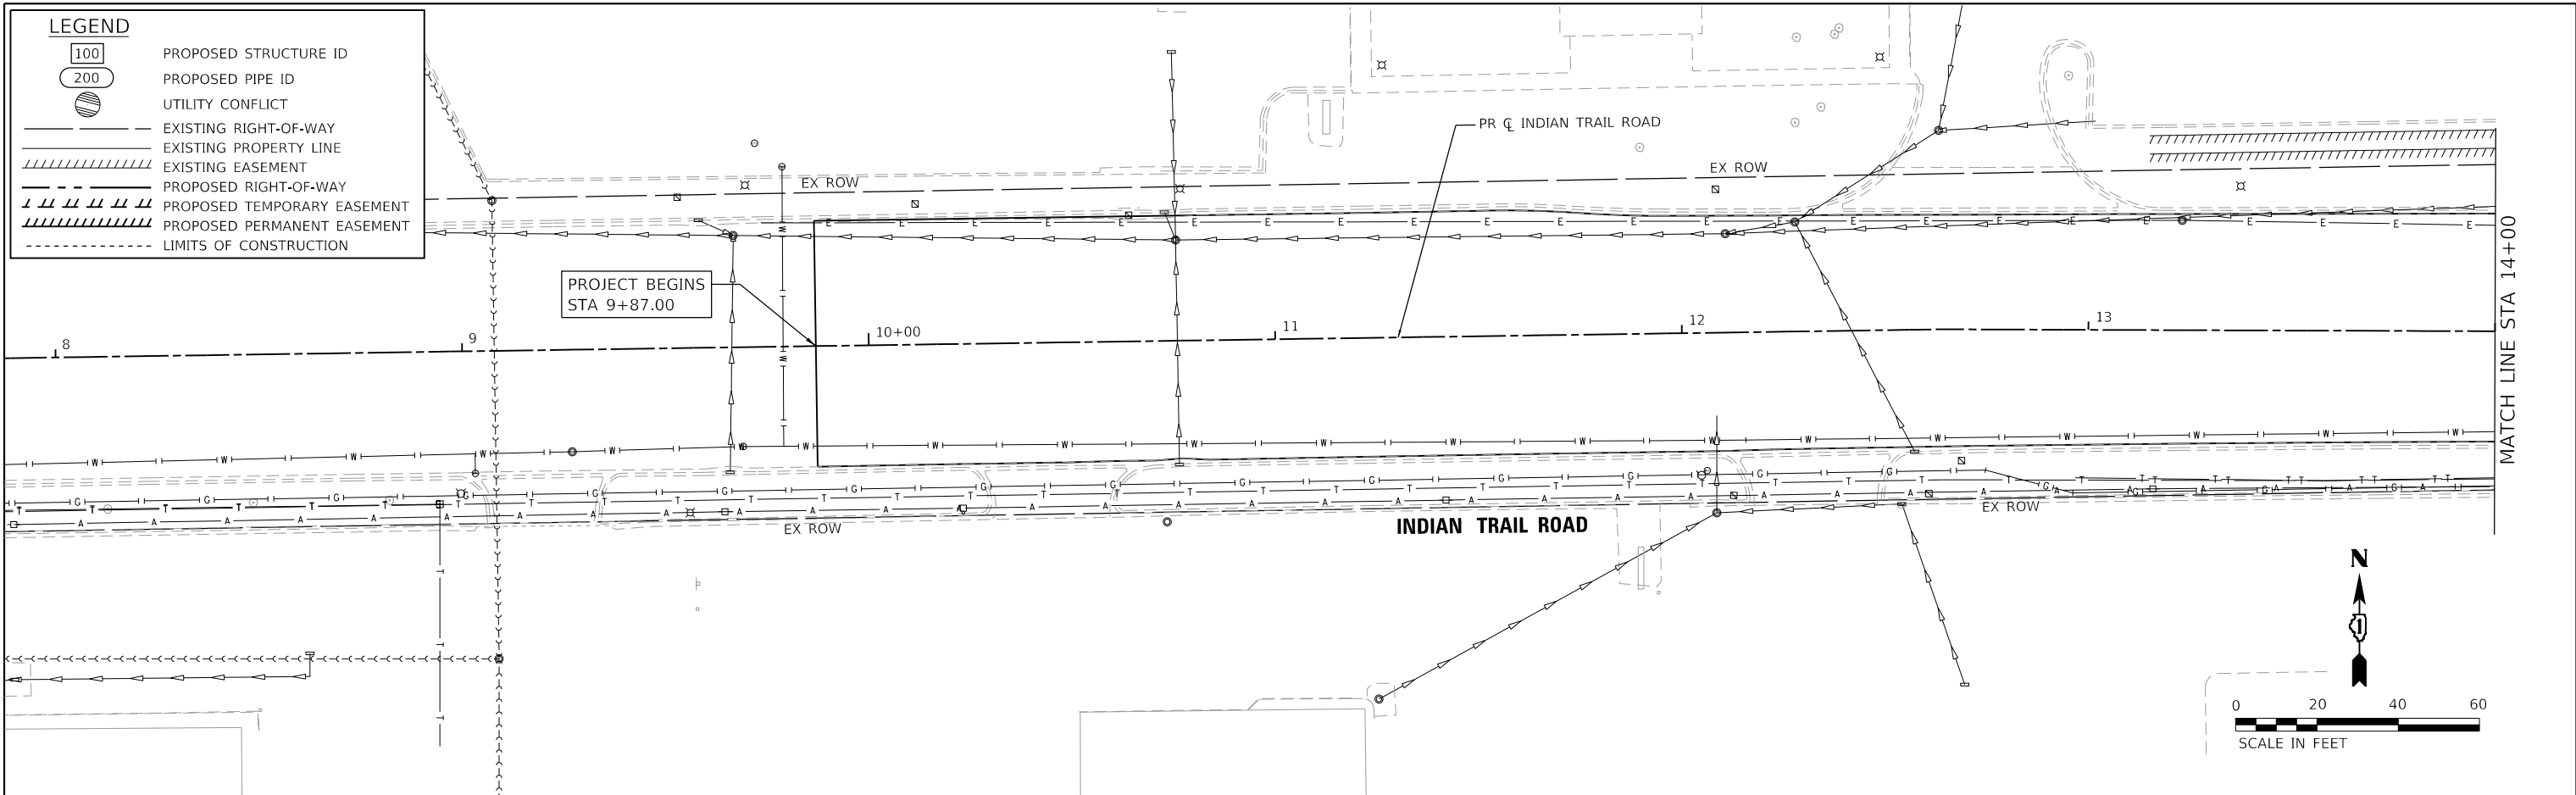 LEGEND
100 PROPOSED STRUCTURE ID
200 PROPOSED PIPE ID
UTILITY CONFLICT
EXISTING RIGHT-OF-WAY
EXISTING PROPERTY LINE
EXISTING EASEMENT
PROPOSED RIGHT-OF-WAY
PROPOSED TEMPORARY EASEMENT
PROPOSED PERMANENT EASEMENT
LIMITS OF CONSTRUCTION
PR ℄ INDIAN TRAIL ROAD
EX ROW
EX ROW
E E E E E E E E E E E E E E E E E E E E E E E
W
PROJECT BEGINS
STA 9+87.00
8 9 10+00 11 12 13
W
MATCH LINE STA 14+00
W W W W W W W W W W W W W W W W W W W
G G G G G G G G G G G G G G G G G G G
T T T T T T T T T T T T T T T T T T T T T T T T T T T T T T T T T T T T
A A A A A A A A A A A A A A A A A A A A A A A A A A A A A A A A A
EX ROW
INDIAN TRAIL ROAD
EX ROW
N
1
0 20 40 60
SCALE IN FEET